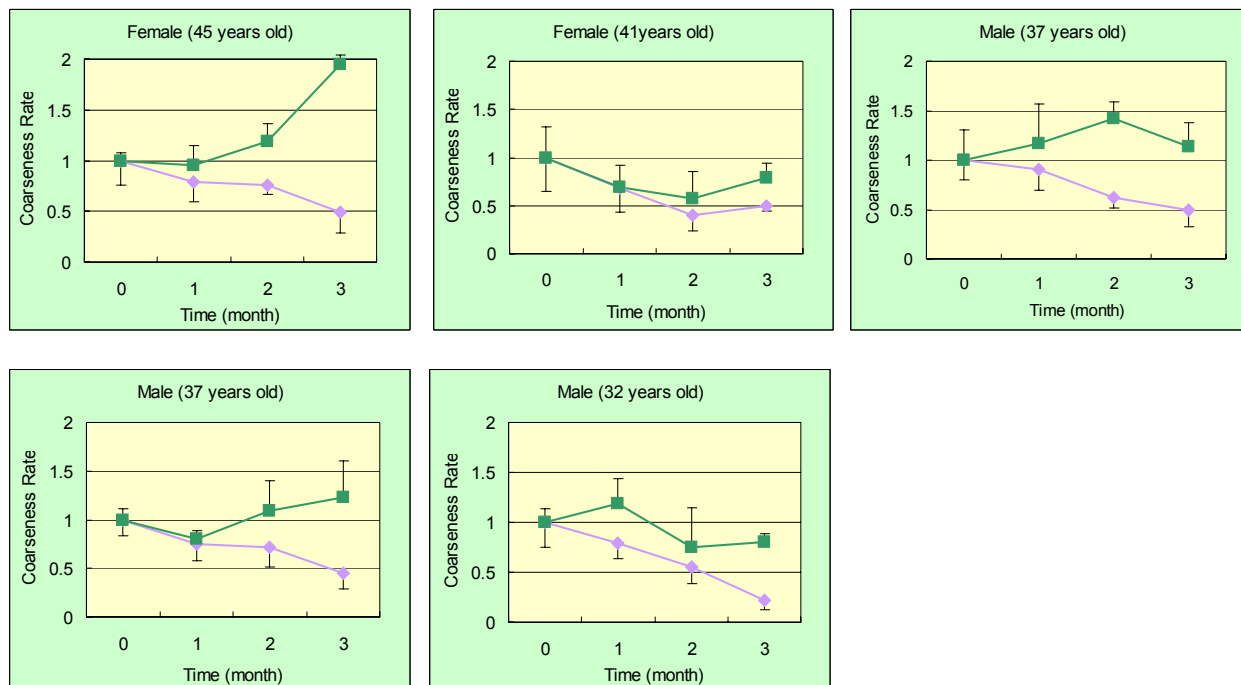 Female (45 years old)
Coarseness Rate
2
1.5
1
0.5
0
0 1 2 3
Time (month)
Female (41years old)
Coarseness Rate
2
1.5
1
0.5
0
0 1 2 3
Time (month)
Male (37 years old)
Coarseness Rate
2
1.5
1
0.5
0
0 1 2 3
Time (month)
Male (37 years old)
Coarseness Rate
2
1.5
1
0.5
0
0 1 2 3
Time (month)
Male (32 years old)
Coarseness Rate
2
1.5
1
0.5
0
0 1 2 3
Time (month)